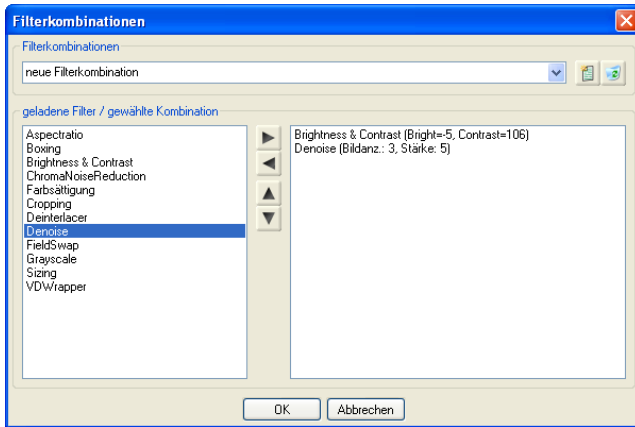 Filterkombinationen
Filterkombinationen
neue Filterkombination
geladene Filter / gewählte Kombination
Aspectratio
Boxing
Brightness & Contrast
ChromaNoiseReduction
Farbsättigung
Cropping
Deinterlacer
Denoise
FieldSwap
Grayscale
Sizing
VDWrapper
Brightness & Contrast (Bright=-5, Contrast=106)
Denoise (Bildanz.: 3, Stärke: 5)
OK
Abbrechen